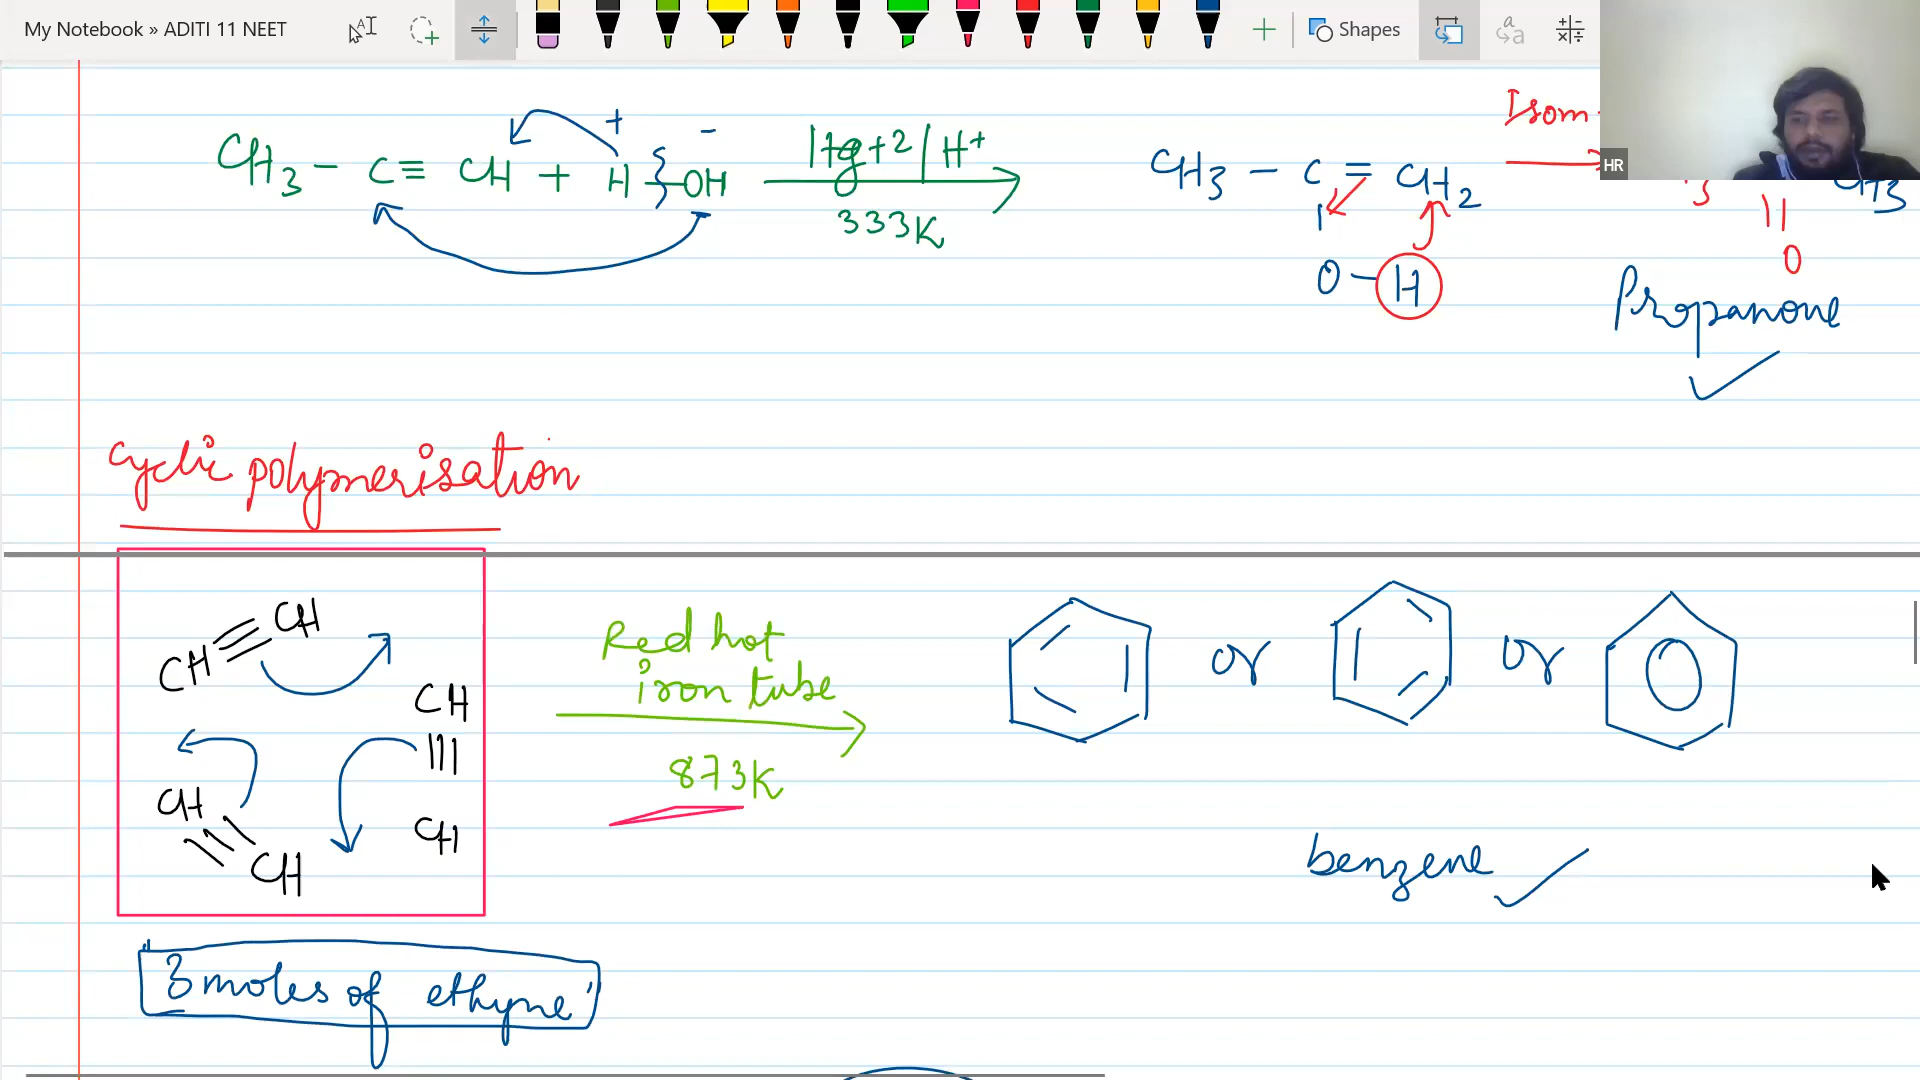 My Notebook » ADITI 11 NEET
Shapes
HR
Isom
CH3 - C ≡ CH + H OH
+ -
Hg+2 / H+
333K
CH3 - C = CH2
O - H
CH3
O
Propanone
cyclic polymerisation
CH ≡ CH
CH ≡ CH
CH ≡ CH
Red hot
iron tube
873K
or
or
benzene
3 moles of ethyne